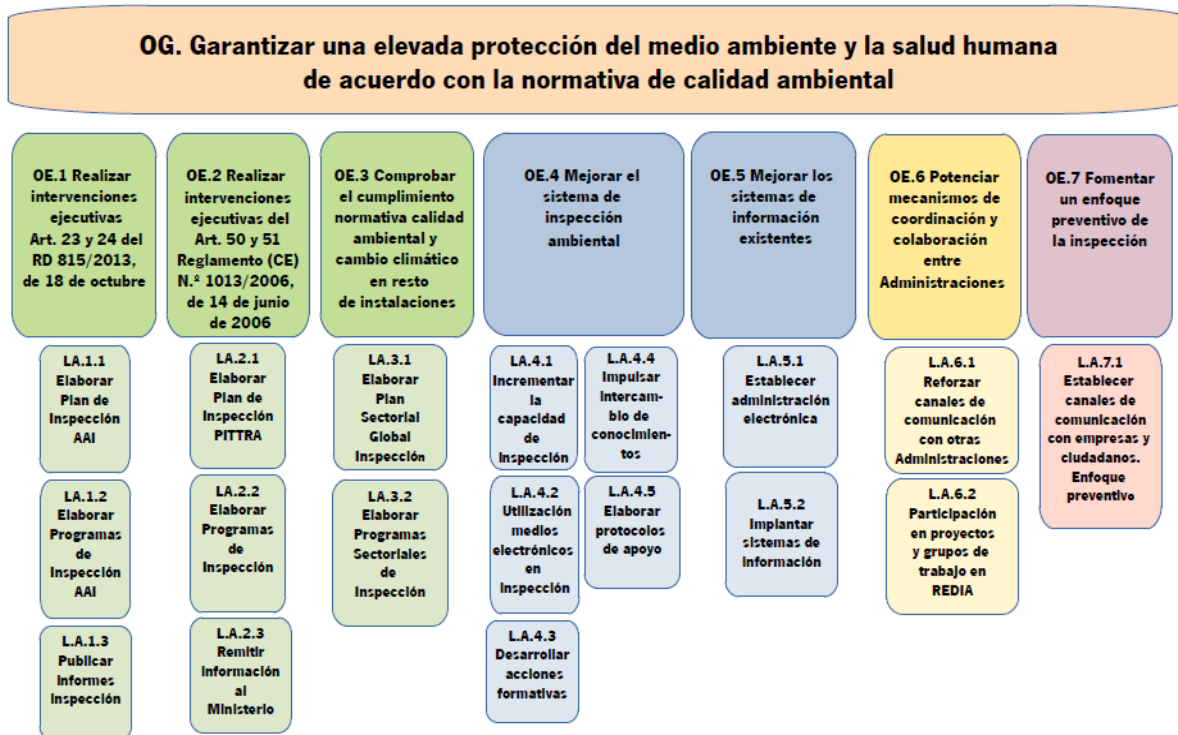 OG. Garantizar una elevada protección del medio ambiente y la salud humana
de acuerdo con la normativa de calidad ambiental
OE.1 Realizar
intervenciones
ejecutivas
Art. 23 y 24 del
RD 815/2013,
de 18 de octubre
OE.2 Realizar
intervenciones
ejecutivas del
Art. 50 y 51
Reglamento (CE)
N.º 1013/2006,
de 14 de junio
de 2006
OE.3 Comprobar
el cumplimiento
normativa calidad
ambiental y
cambio climático
en resto
de instalaciones
OE.4 Mejorar el
sistema de
inspección
ambiental
OE.5 Mejorar los
sistemas de
información
existentes
OE.6 Potenciar
mecanismos de
coordinación y
colaboración
entre
Administraciones
OE.7 Fomentar
un enfoque
preventivo de
la inspección
LA.1.1
Elaborar
Plan de
Inspección
AAI
L.A.1.2
Elaborar
Programas
de
Inspección
AAI
L.A.1.3
Publicar
Informes
Inspección
LA.2.1
Elaborar
Plan de
Inspección
PITTRA
L.A.2.2
Elaborar
Programas
de
Inspección
L.A.2.3
Remitir
Información
al
Ministerio
LA.3.1
Elaborar
Plan
Sectorial
Global
Inspección
L.A.3.2
Elaborar
Programas
Sectoriales
de
Inspección
LA.4.1
Incrementar
la
capacidad
de
Inspección
L.A.4.2
Utilización
medios
electrónicos
en
Inspección
L.A.4.3
Desarrollar
acciones
formativas
L.A.4.4
Impulsar
Intercam-
bio de
conocimien-
tos
L.A.4.5
Elaborar
protocolos
de apoyo
L.A.5.1
Establecer
administración
electrónica
L.A.5.2
Implantar
sistemas de
Información
L.A.6.1
Reforzar
canales de
comunicación
con otras
Administraciones
L.A.6.2
Participación
en proyectos
y grupos de
trabajo en
REDIA
L.A.7.1
Establecer
canales de
comunicación
con empresas y
ciudadanos.
Enfoque
preventivo